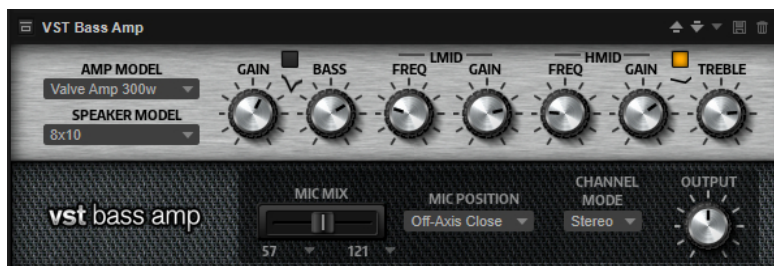 VST Bass Amp
AMP MODEL
Valve Amp 300w
SPEAKER MODEL
8x10
GAIN
BASS
LMID
FREQ GAIN
HMID
FREQ GAIN
TREBLE
vst bass amp
MIC MIX
57 121
MIC POSITION
Off-Axis Close
CHANNEL
MODE
Stereo
OUTPUT